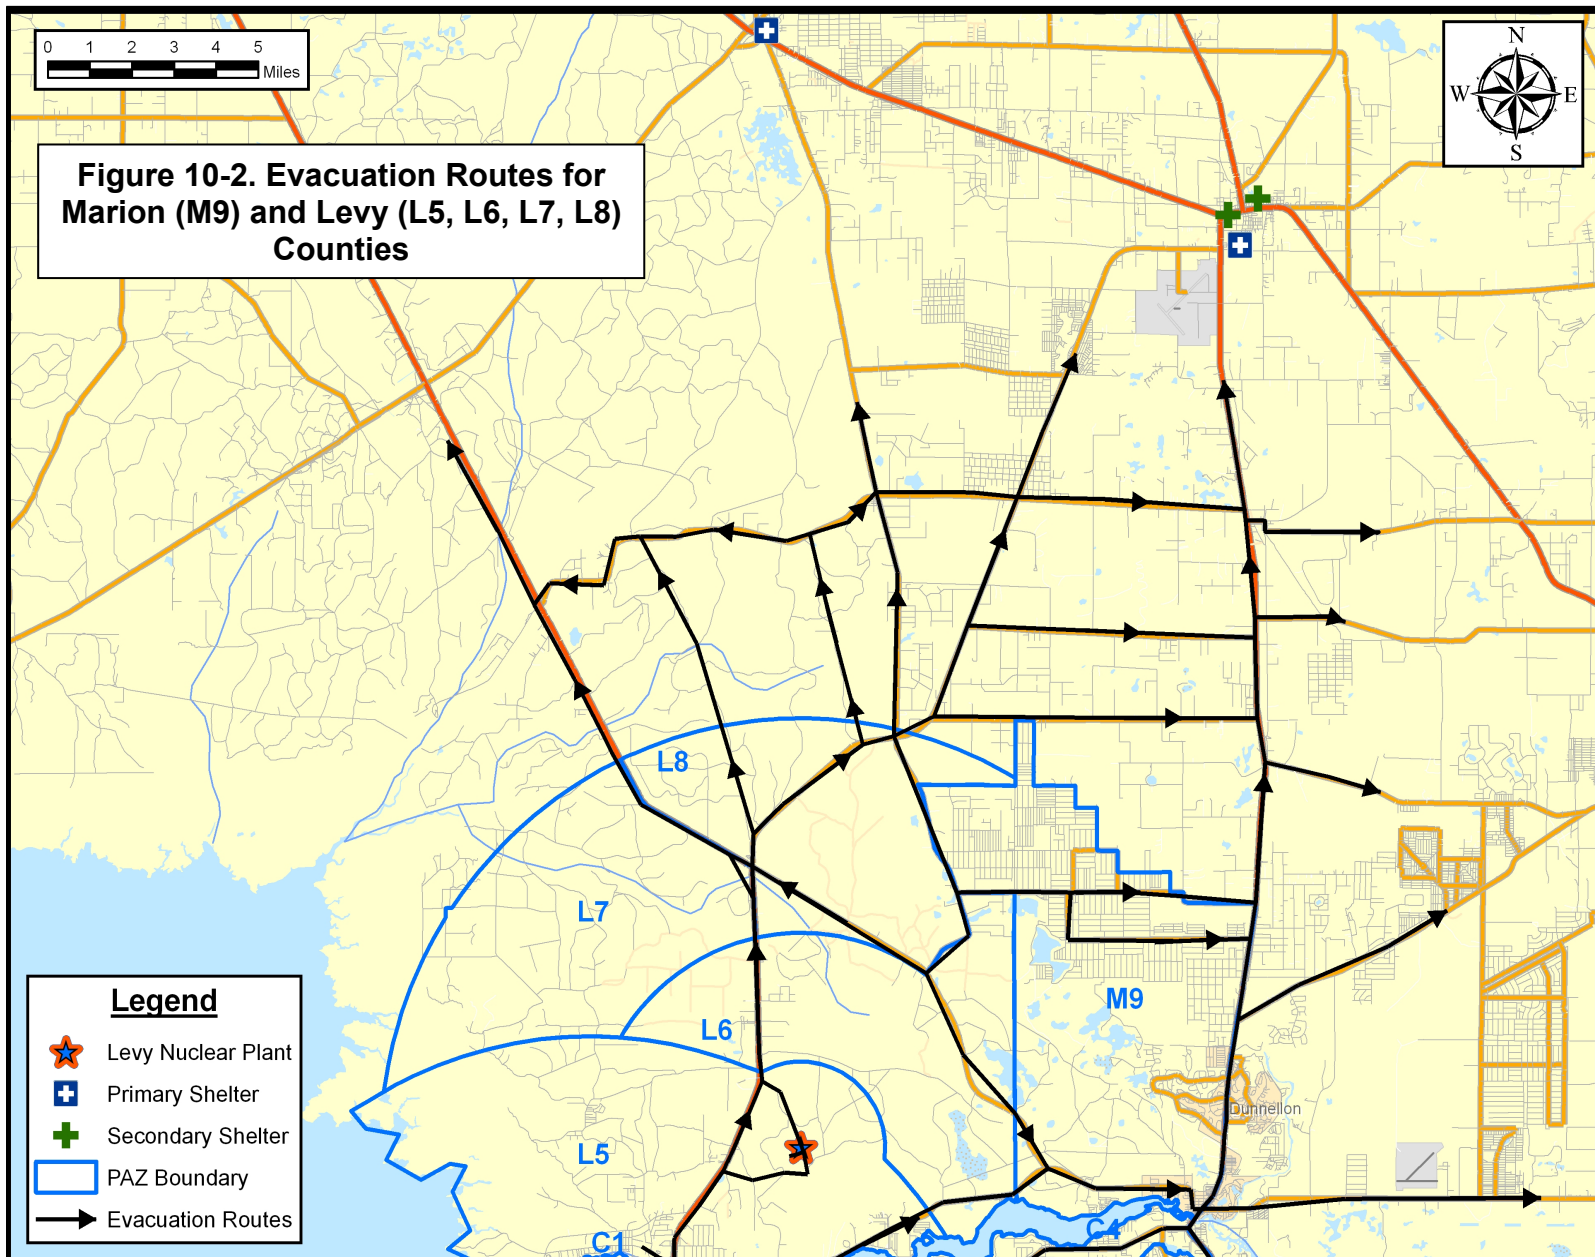 0 1 2 3 4 5
Miles
N
W E
S
Figure 10-2. Evacuation Routes for
Marion (M9) and Levy (L5, L6, L7, L8)
Counties
L8
L7
M9
L6
Dunnellon
L5
C4
C1
Legend
Levy Nuclear Plant
Primary Shelter
Secondary Shelter
PAZ Boundary
Evacuation Routes